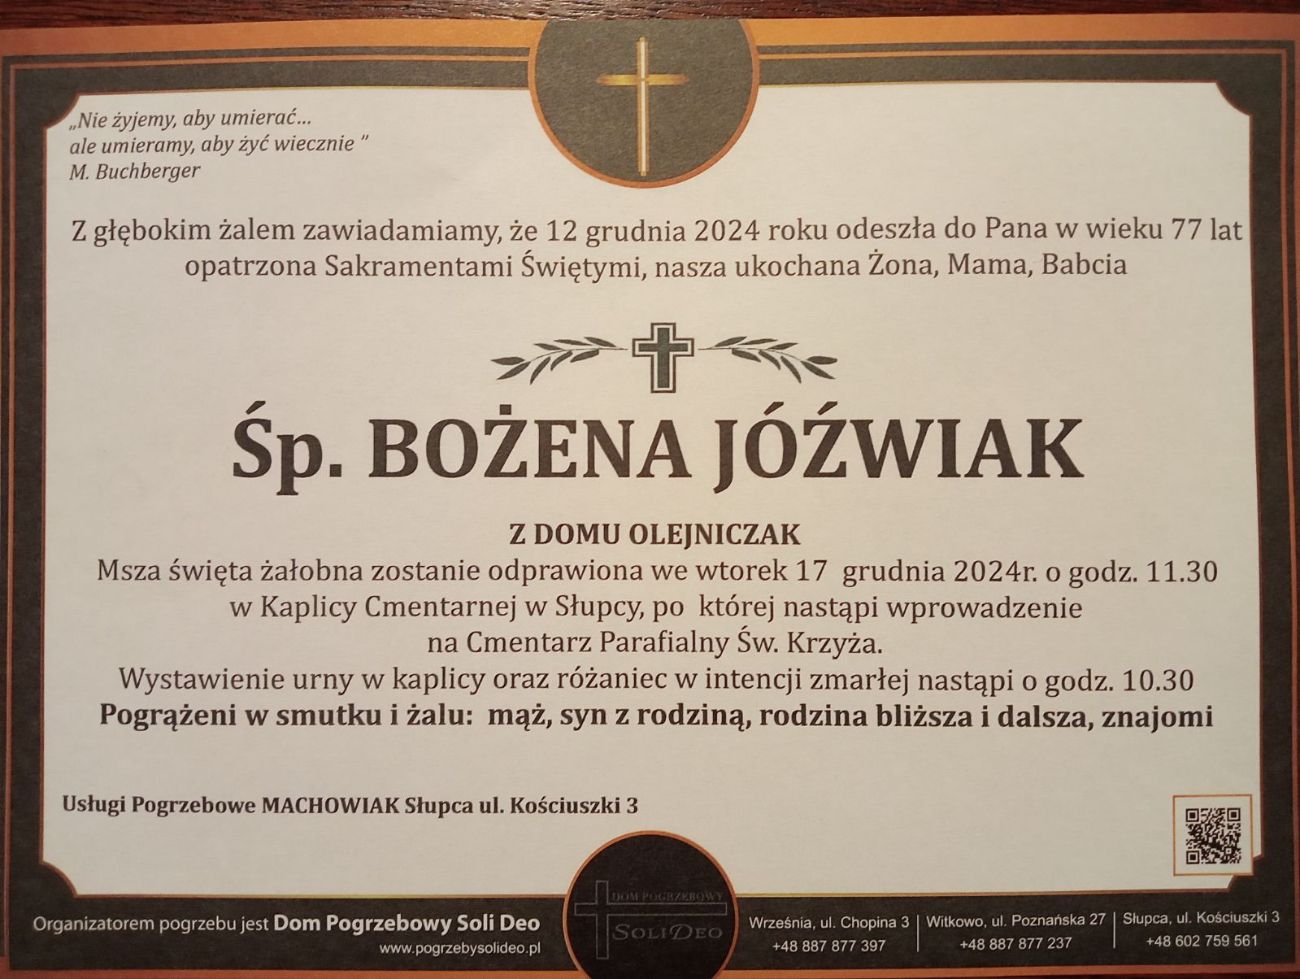 „Nie żyjemy, aby umierać...
ale umieramy, aby żyć wiecznie ”
M. Buchberger
Z głębokim żalem zawiadamiamy, że 12 grudnia 2024 roku odeszła do Pana w wieku 77 lat
opatrzona Sakramentami Świętymi, nasza ukochana Żona, Mama, Babcia
Śp. BOŻENA JÓŹWIAK
Z DOMU OLEJNICZAK
Msza święta żałobna zostanie odprawiona we wtorek 17 grudnia 2024r. o godz. 11.30
w Kaplicy Cmentarnej w Słupcy, po której nastąpi wprowadzenie
na Cmentarz Parafialny Św. Krzyża.
Wystawienie urny w kaplicy oraz różaniec w intencji zmarłej nastąpi o godz. 10.30
Pogrążeni w smutku i żalu: mąż, syn z rodziną, rodzina bliższa i dalsza, znajomi
Usługi Pogrzebowe MACHOWIAK Słupca ul. Kościuszki 3
Organizatorem pogrzebu jest Dom Pogrzebowy Soli Deo
www.pogrzebysolideo.pl
DOM POGRZEBOWY
SOLI DEO
Września, ul. Chopina 3
+48 887 877 397
Witkowo, ul. Poznańska 27
+48 887 877 237
Słupca, ul. Kościuszki 3
+48 602 759 561